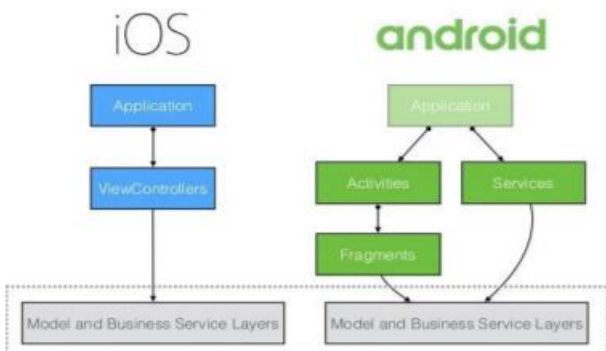 iOS
android
Application
Application
ViewControllers
Activities
Services
Fragments
Model and Business Service Layers
Model and Business Service Layers